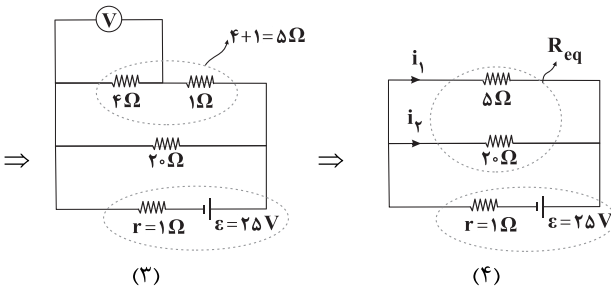 V
۴+۱=۵Ω
۴Ω
۱Ω
⇒
۲۰Ω
r=۱Ω
ε=۲۵V
(۳)
⇒
i۱
R_eq
۵Ω
i۲
۲۰Ω
r=۱Ω
ε=۲۵V
(۴)